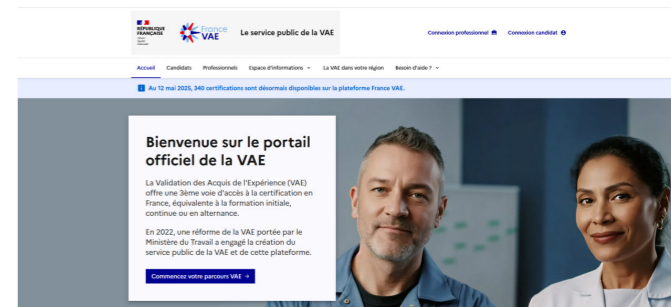 RÉPUBLIQUE
FRANÇAISE
France
VAE
Le service public de la VAE
Connexion professionnel
Connexion candidat
Accueil
Candidats
Professionnels
Espace d'informations
La VAE dans votre région
Besoin d'aide ?
Au 12 mai 2025, 240 certifications sont désormais disponibles sur la plateforme France VAE.
Bienvenue sur le portail
officiel de la VAE
La Validation des Acquis de l'Expérience (VAE)
offre une 3ème voie d'accès à la certification en
France, équivalente à la formation initiale,
continue ou en alternance.
En 2022, une réforme de la VAE portée par le
Ministère du Travail a engagé la création du
service public de la VAE et de cette plateforme.
Commencez votre parcours VAE →